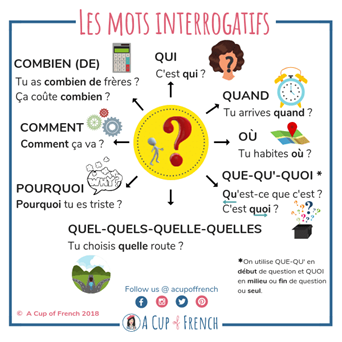 LES MOTS INTERROGATIFS
COMBIEN (DE)
Tu as combien de frères ?
Ça coûte combien ?
QUI
C'est qui ?
QUAND
Tu arrives quand ?
COMMENT
Comment ça va ?
OÙ
Tu habites où ?
POURQUOI
Pourquoi tu es triste ?
QUE-QU'-QUOI *
Qu'est-ce que c'est ?
C'est quoi ?
QUEL-QUELS-QUELLE-QUELLES
Tu choisis quelle route ?
*On utilise QUE-QU' en
début de question et QUOI
en milieu ou fin de question
ou seul.
Follow us @ acupoffrench
© A Cup of French 2018
A CUP of FRENCH